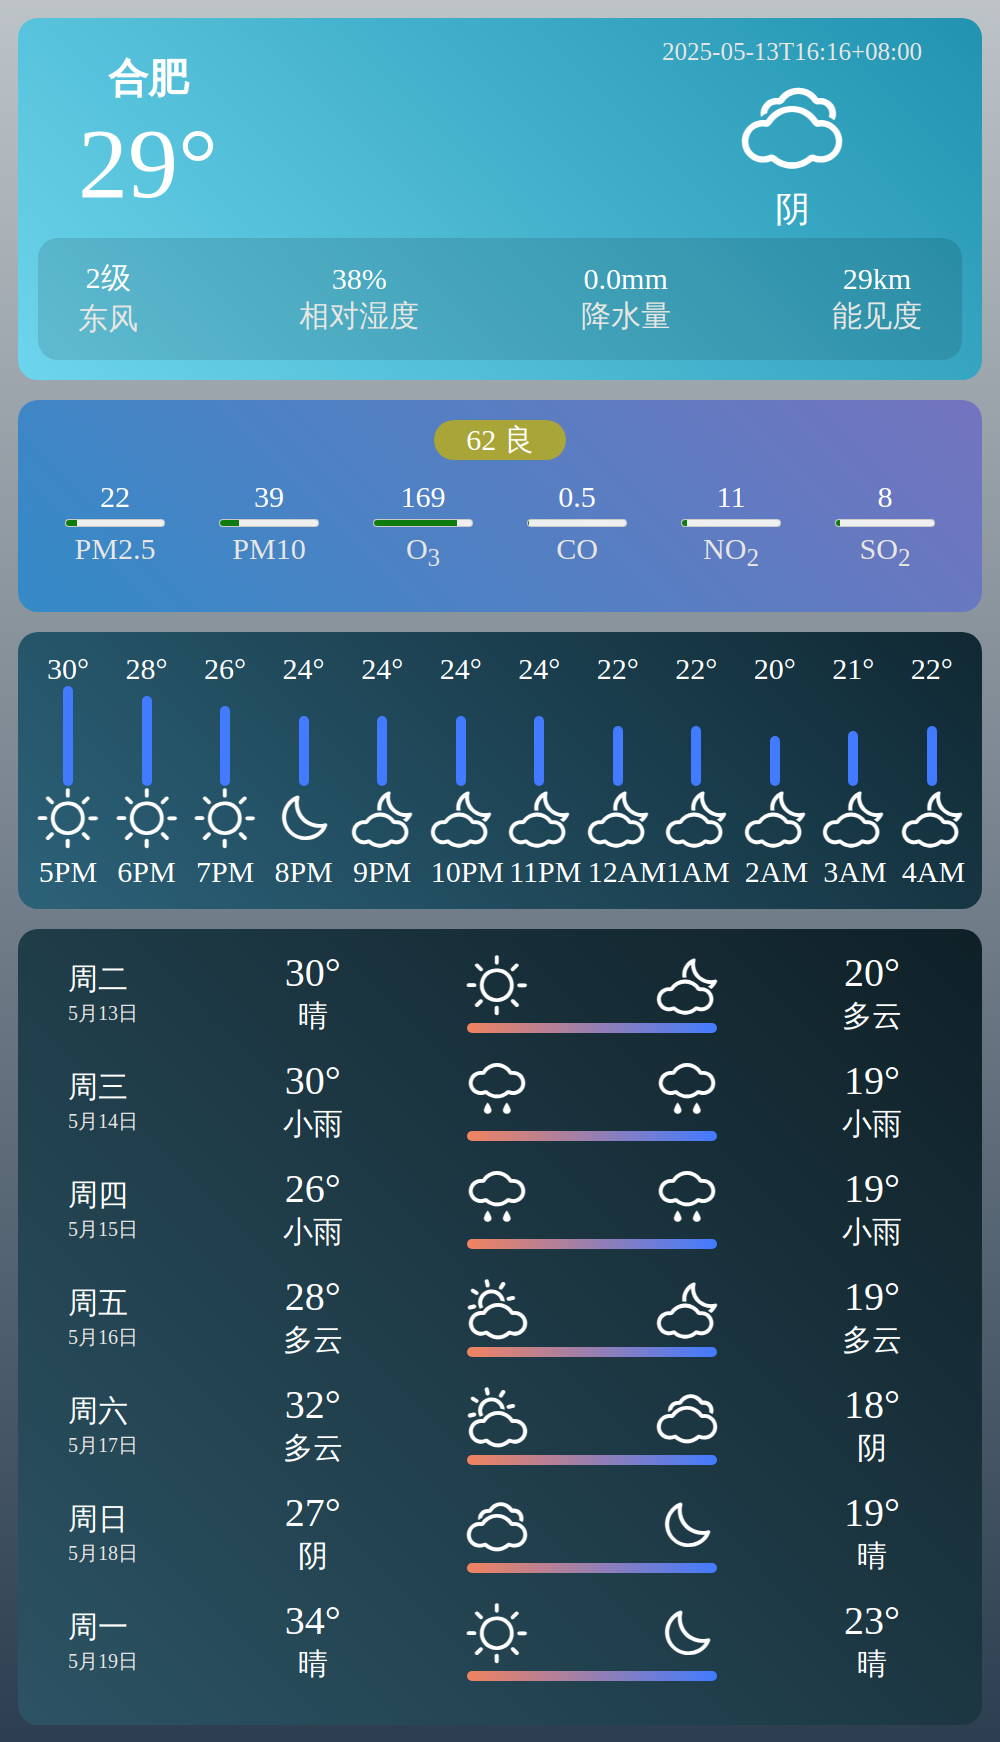 合肥
29°
2025-05-13T16:16+08:00
阴
2级 38% 0.0mm 29km
东风 相对湿度 降水量 能见度
62 良
22 39 169 0.5 11 8
PM2.5 PM10 O3 CO NO2 SO2
30° 28° 26° 24° 24° 24° 24° 22° 22° 20° 21° 22°
5PM 6PM 7PM 8PM 9PM 10PM 11PM 12AM 1AM 2AM 3AM 4AM
周二 30° 20°
5月13日 晴 多云
周三 30° 19°
5月14日 小雨 小雨
周四 26° 19°
5月15日 小雨 小雨
周五 28° 19°
5月16日 多云 多云
周六 32° 18°
5月17日 多云 阴
周日 27° 19°
5月18日 阴 晴
周一 34° 23°
5月19日 晴 晴